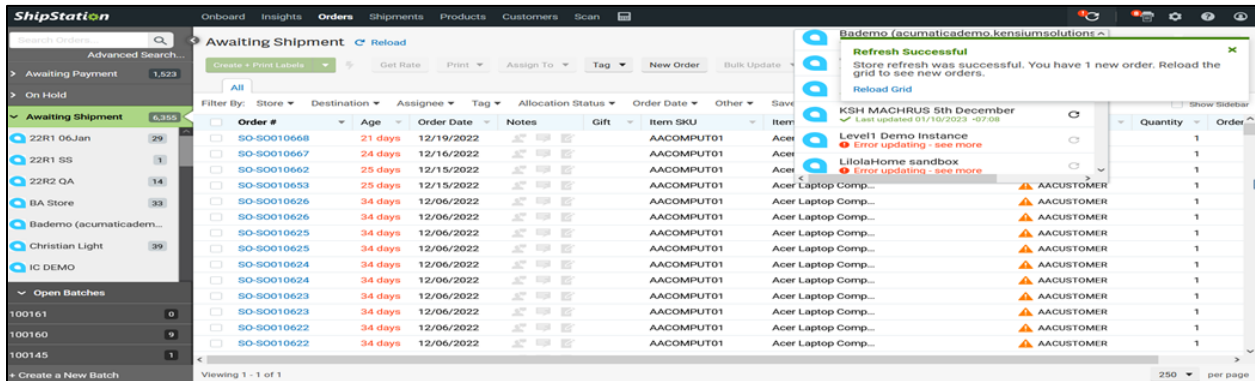 ShipStation
Onboard Insights Orders Shipments Products Customers Scan
Search Orders...
Advanced Search...
Awaiting Payment 1,523
On Hold
Awaiting Shipment 6,355
22R1 06Jan 29
22R1 SS 1
22R2 QA 14
BA Store 33
Bademo (acumaticadem...
Christian Light 39
IC DEMO
Open Batches
100161 0
100160 9
100145 1
+ Create a New Batch
Awaiting Shipment Reload
Create + Print Labels Get Rate Print Assign To Tag New Order Bulk Update
All
Filter By: Store Destination Assignee Tag Allocation Status Order Date Other Save
Show Sidebar
Order # Age Order Date Notes Gift Item SKU Item Quantity Order
SO-SO010668 21 days 12/19/2022 AACOMPUT01 Acer 1
SO-SO010667 24 days 12/16/2022 AACOMPUT01 Acer 1
SO-SO010662 25 days 12/15/2022 AACOMPUT01 Acer 1
SO-SO010653 25 days 12/15/2022 AACOMPUT01 Acer Laptop Comp... AACUSTOMER 1
SO-SO010626 34 days 12/06/2022 AACOMPUT01 Acer Laptop Comp... AACUSTOMER 1
SO-SO010626 34 days 12/06/2022 AACOMPUT01 Acer Laptop Comp... AACUSTOMER 1
SO-SO010625 34 days 12/06/2022 AACOMPUT01 Acer Laptop Comp... AACUSTOMER 1
SO-SO010625 34 days 12/06/2022 AACOMPUT01 Acer Laptop Comp... AACUSTOMER 1
SO-SO010624 34 days 12/06/2022 AACOMPUT01 Acer Laptop Comp... AACUSTOMER 1
SO-SO010624 34 days 12/06/2022 AACOMPUT01 Acer Laptop Comp... AACUSTOMER 1
SO-SO010623 34 days 12/06/2022 AACOMPUT01 Acer Laptop Comp... AACUSTOMER 1
SO-SO010623 34 days 12/06/2022 AACOMPUT01 Acer Laptop Comp... AACUSTOMER 1
SO-SO010622 34 days 12/06/2022 AACOMPUT01 Acer Laptop Comp... AACUSTOMER 1
SO-SO010622 34 days 12/06/2022 AACOMPUT01 Acer Laptop Comp... AACUSTOMER 1
Viewing 1 - 1 of 1
250 per page
Bademo (acumaticademo.kensiumsolutions
Refresh Successful
Store refresh was successful. You have 1 new order. Reload the
grid to see new orders.
Reload Grid
KSH MACHRUS 5th December
Last updated 01/10/2023 -07:08
Level1 Demo Instance
Error updating - see more
LilolaHome sandbox
Error updating - see more